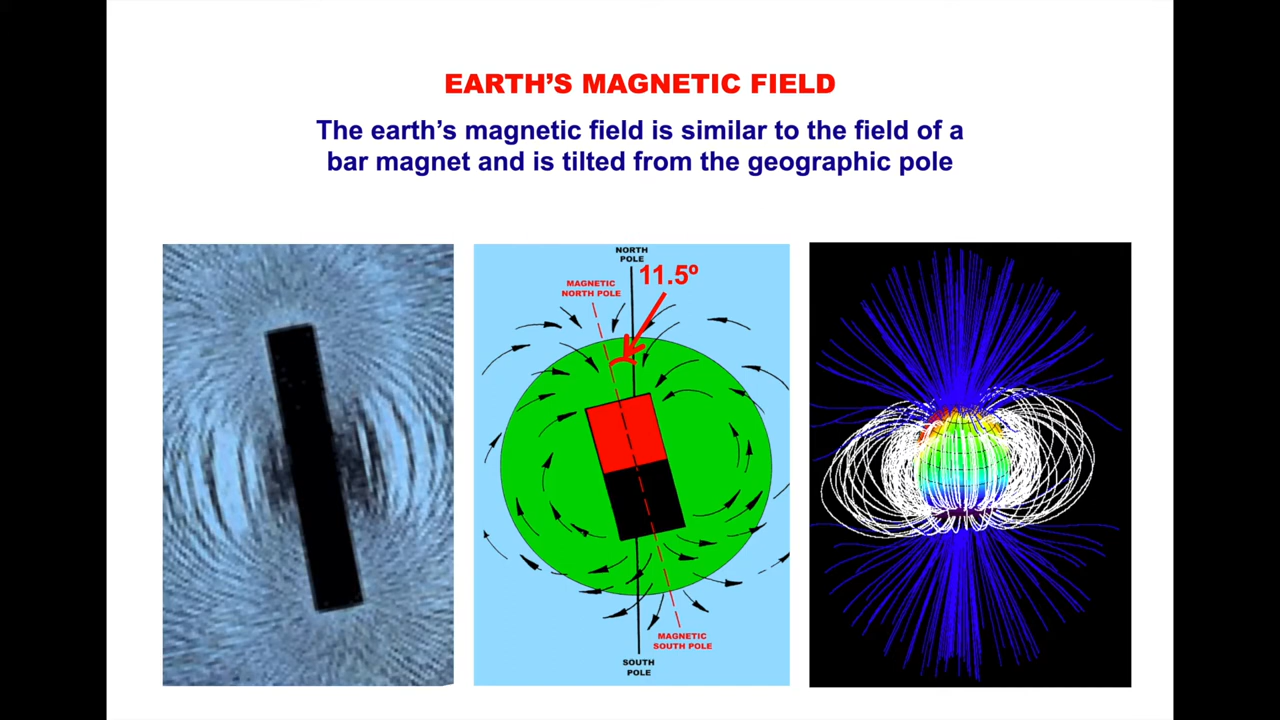 EARTH'S MAGNETIC FIELD
The earth's magnetic field is similar to the field of a
bar magnet and is tilted from the geographic pole
NORTH
POLE
11.5º
MAGNETIC
NORTH POLE
MAGNETIC
SOUTH POLE
SOUTH
POLE